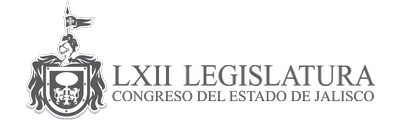 LXII LEGISLATURA
CONGRESO DEL ESTADO DE JALISCO